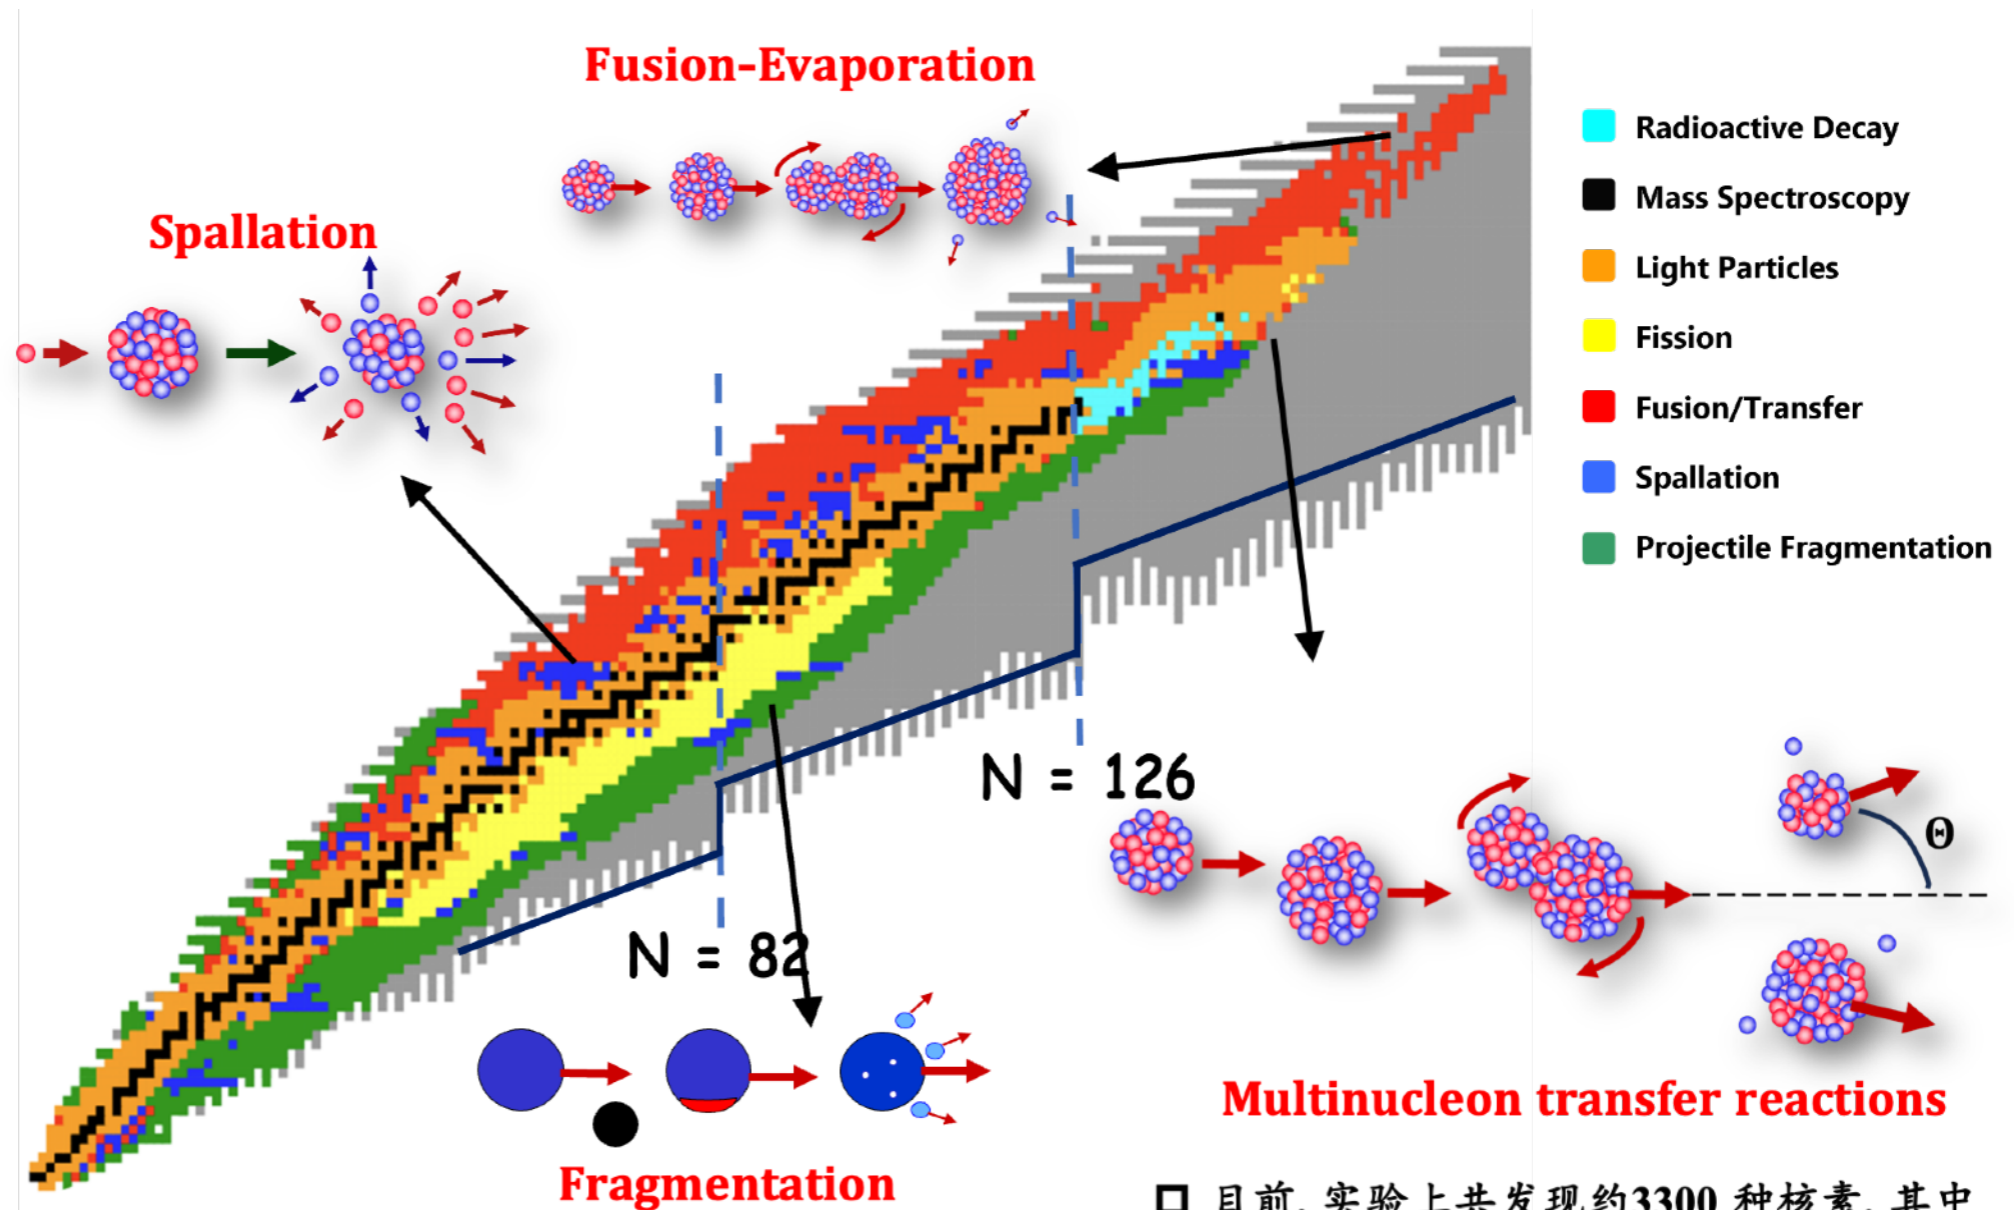 Fusion-Evaporation
Spallation
Radioactive Decay
Mass Spectroscopy
Light Particles
Fission
Fusion/Transfer
Spallation
Projectile Fragmentation
N = 126
N = 82
Θ
Multinucleon transfer reactions
Fragmentation
目前,实验上共发现约3300 种核素,其中